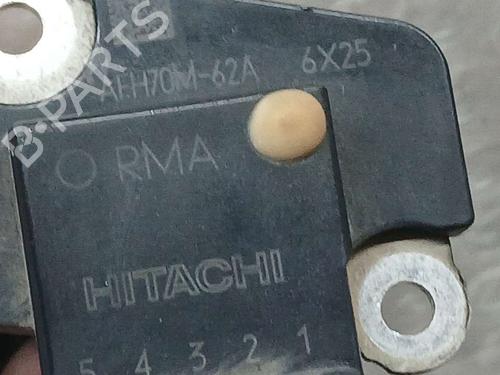 AFH70M-62A 6X25
RMA
HITACHI
5 4 3 2 1
B-PARTS